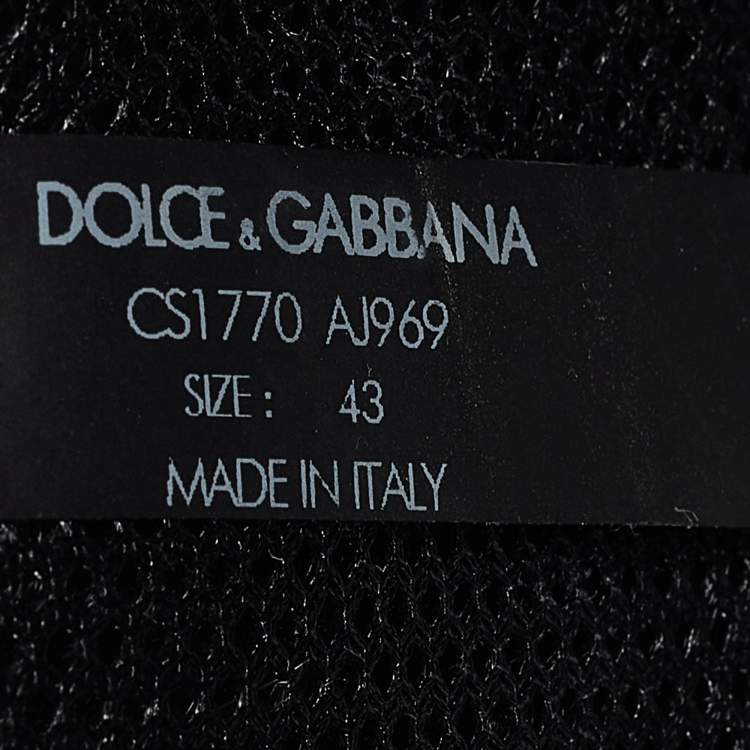 DOLCE & GABBANA
CS1770 AJ969
SIZE: 43
MADE IN ITALY